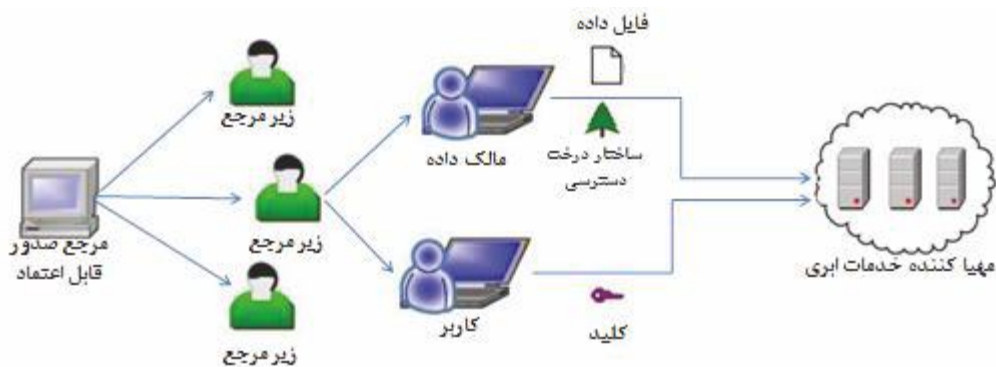 فایل داده
زیر مرجع
مالک داده
ساختار درخت
دسترسی
زیر مرجع
مرجع صدور
قابل اعتماد
مهیا کننده خدمات ابری
کاربر
کلید
زیر مرجع